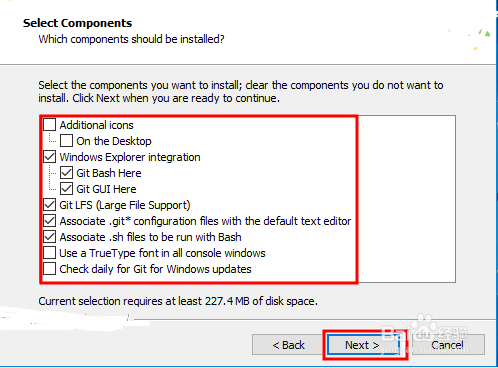 Select Components
Which components should be installed?
Select the components you want to install; clear the components you do not want to
install. Click Next when you are ready to continue.
Additional icons
On the Desktop
Windows Explorer integration
Git Bash Here
Git GUI Here
Git LFS (Large File Support)
Associate .git* configuration files with the default text editor
Associate .sh files to be run with Bash
Use a TrueType font in all console windows
Check daily for Git for Windows updates
Current selection requires at least 227.4 MB of disk space.
< Back
Next >
Cancel